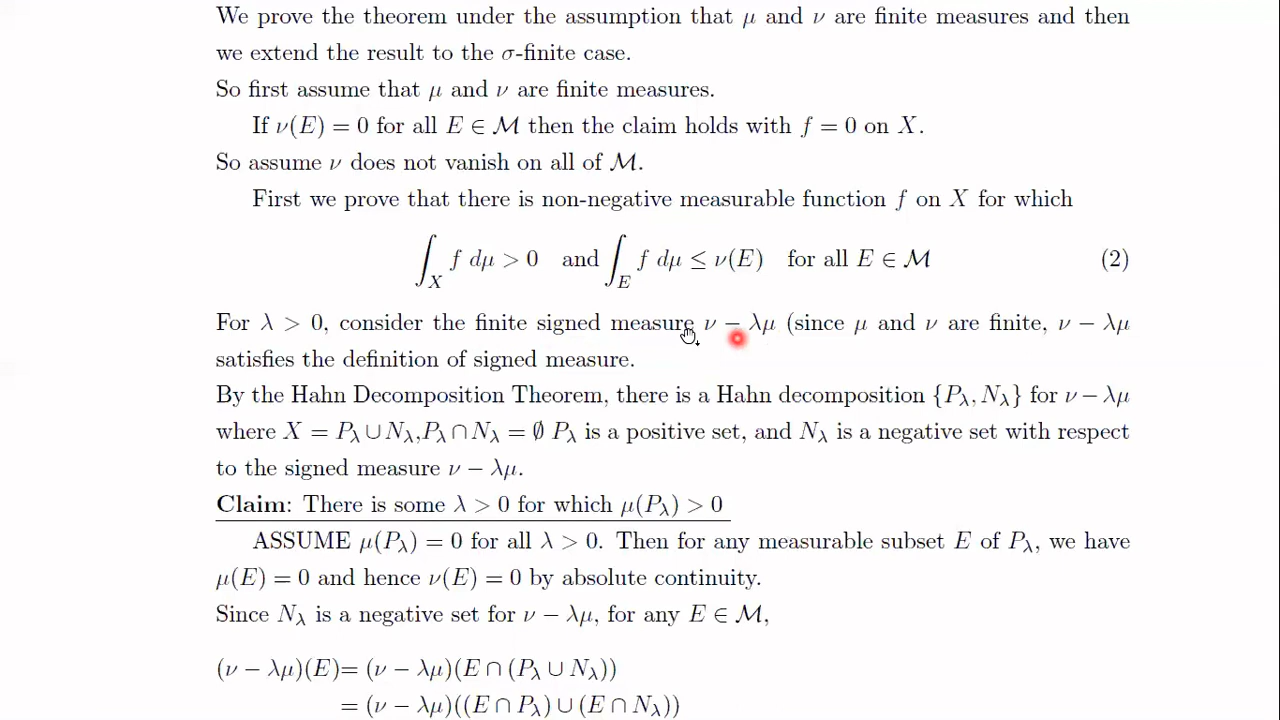 We prove the theorem under the assumption that μ and ν are finite measures and then
we extend the result to the σ-finite case.
So first assume that μ and ν are finite measures.
If ν(E) = 0 for all E ∈ ℳ then the claim holds with f = 0 on X.
So assume ν does not vanish on all of ℳ.
First we prove that there is non-negative measurable function f on X for which
∫_X f dμ > 0 and ∫_E f dμ ≤ ν(E) for all E ∈ ℳ (2)
For λ > 0, consider the finite signed measure ν − λμ (since μ and ν are finite, ν − λμ
satisfies the definition of signed measure.
By the Hahn Decomposition Theorem, there is a Hahn decomposition {P_λ, N_λ} for ν − λμ
where X = P_λ ∪ N_λ, P_λ ∩ N_λ = ∅ P_λ is a positive set, and N_λ is a negative set with respect
to the signed measure ν − λμ.
Claim: There is some λ > 0 for which μ(P_λ) > 0
ASSUME μ(P_λ) = 0 for all λ > 0. Then for any measurable subset E of P_λ, we have
μ(E) = 0 and hence ν(E) = 0 by absolute continuity.
Since N_λ is a negative set for ν − λμ, for any E ∈ ℳ,
(ν − λμ)(E) = (ν − λμ)(E ∩ (P_λ ∪ N_λ))
= (ν − λμ)((E ∩ P_λ) ∪ (E ∩ N_λ))